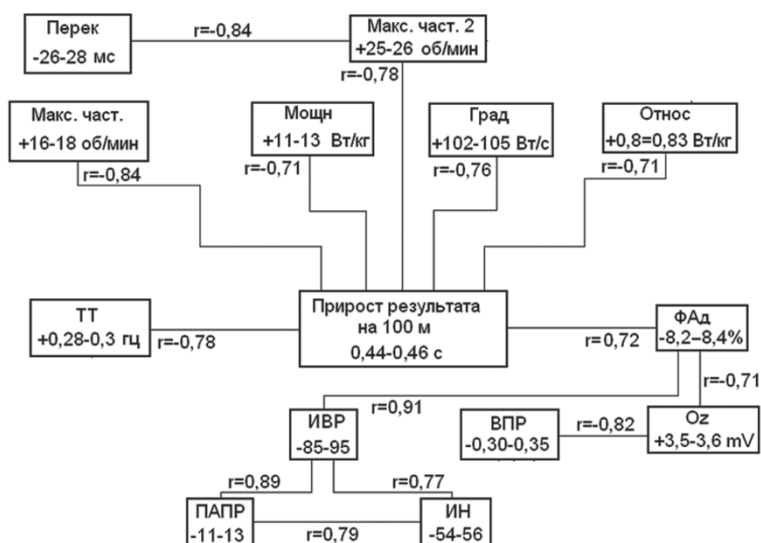 Перек
-26-28 мс
r=-0,84
Макс. част. 2
+25-26 об/мин
r=-0,78
Макс. част.
+16-18 об/мин
r=-0,84
Мощн
+11-13 Вт/кг
r=-0,71
Град
+102-105 Вт/с
r=-0,76
Относ
+0,8=0,83 Вт/кг
r=-0,71
Прирост результата
на 100 м
0,44-0,46 с
ТТ
+0,28-0,3 гц
r=-0,78
r=0,72
ФАд
-8,2–8,4%
r=-0,71
r=0,91
ИВР
-85-95
ВПР
-0,30-0,35
r=-0,82
Oz
+3,5-3,6 mV
r=0,89
r=0,77
ПАПР
-11-13
r=0,79
ИН
-54-56